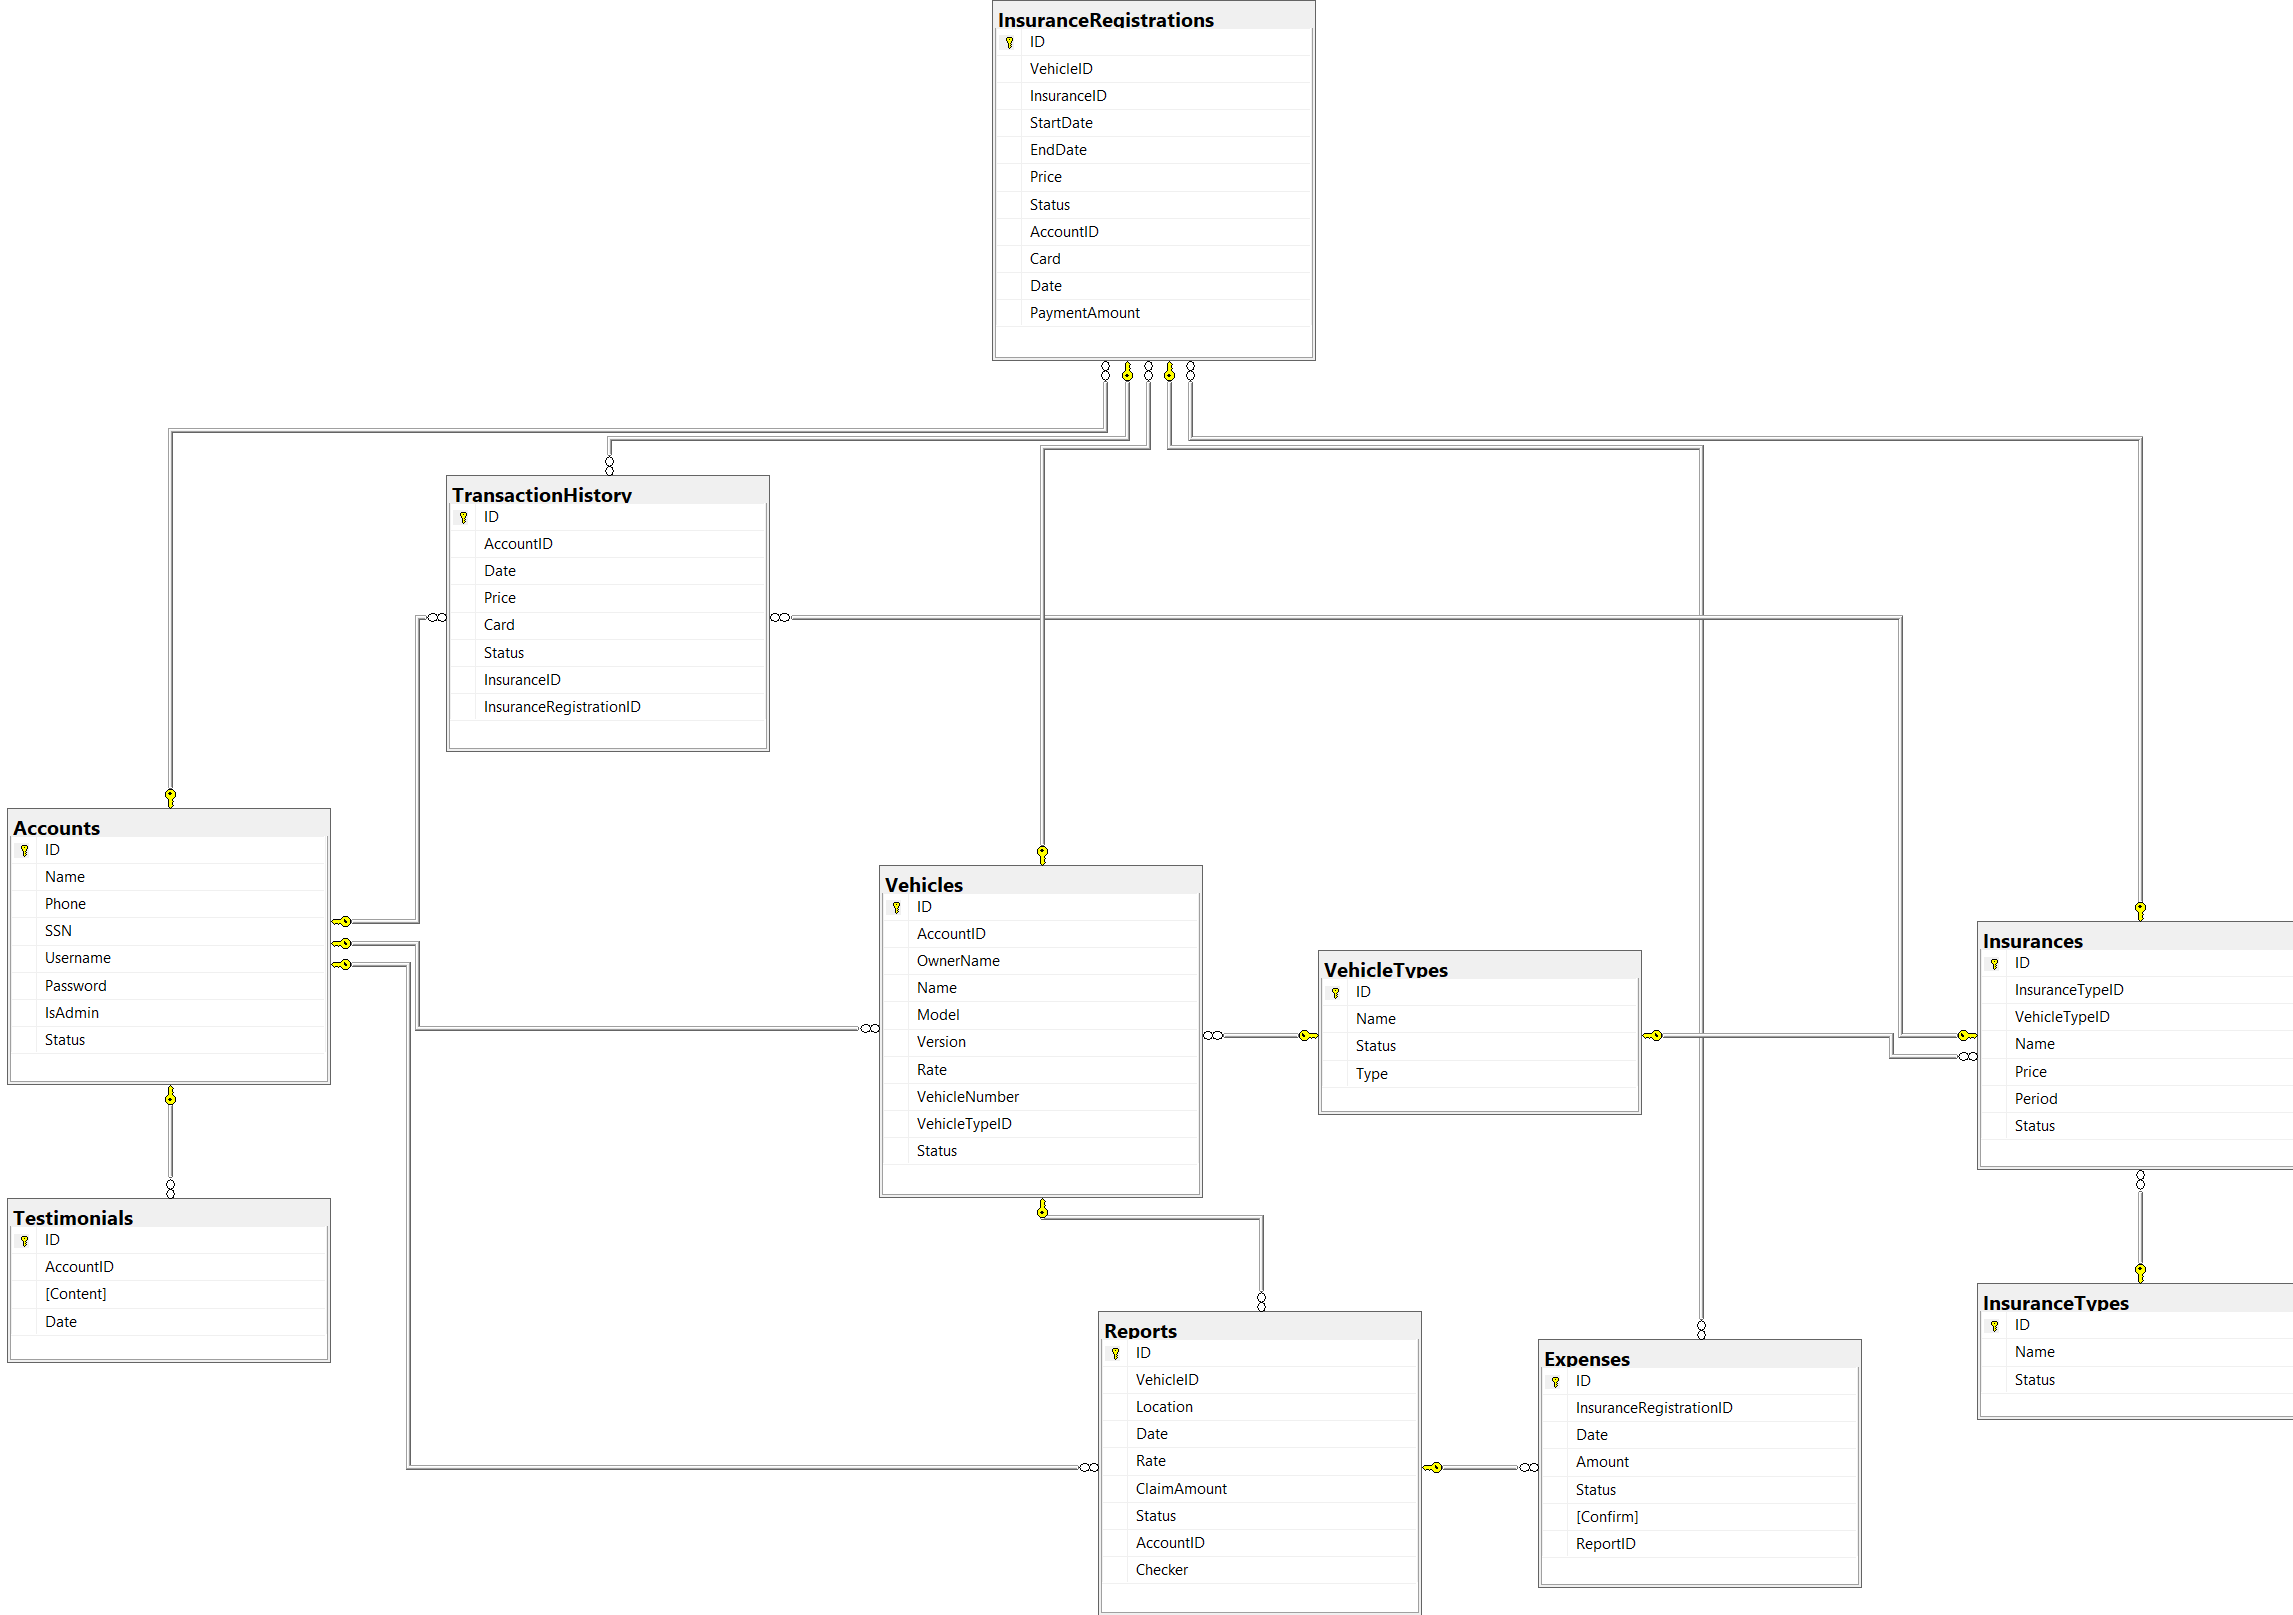 InsuranceRegistrations
ID
VehicleID
InsuranceID
StartDate
EndDate
Price
Status
AccountID
Card
Date
PaymentAmount
TransactionHistory
ID
AccountID
Date
Price
Card
Status
InsuranceID
InsuranceRegistrationID
Accounts
ID
Name
Phone
SSN
Username
Password
IsAdmin
Status
Vehicles
ID
AccountID
OwnerName
Name
Model
Version
Rate
VehicleNumber
VehicleTypeID
Status
VehicleTypes
ID
Name
Status
Type
Insurances
ID
InsuranceTypeID
VehicleTypeID
Name
Price
Period
Status
Testimonials
ID
AccountID
[Content]
Date
Reports
ID
VehicleID
Location
Date
Rate
ClaimAmount
Status
AccountID
Checker
Expenses
ID
InsuranceRegistrationID
Date
Amount
Status
[Confirm]
ReportID
InsuranceTypes
ID
Name
Status